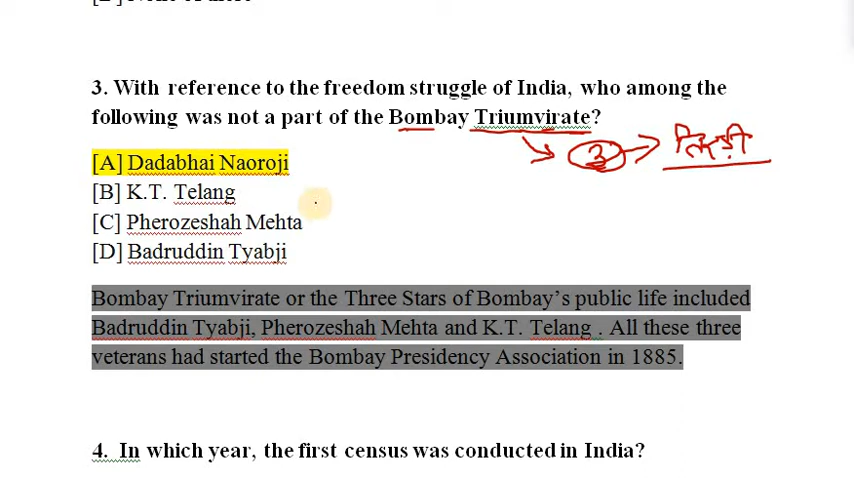 3. With reference to the freedom struggle of India, who among the
following was not a part of the Bombay Triumvirate?
3
[A] Dadabhai Naoroji
[B] K.T. Telang
[C] Pherozeshah Mehta
[D] Badruddin Tyabji
Bombay Triumvirate or the Three Stars of Bombay's public life included
Badruddin Tyabji, Pherozeshah Mehta and K.T. Telang . All these three
veterans had started the Bombay Presidency Association in 1885.
4. In which year, the first census was conducted in India?